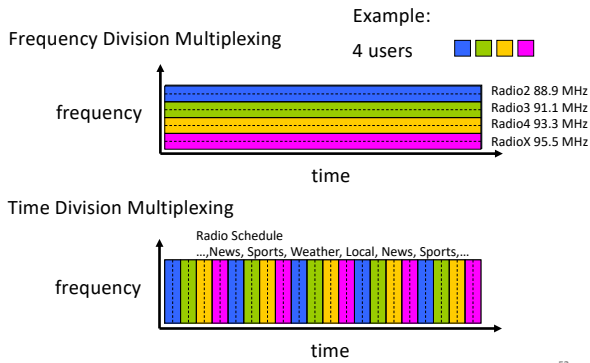 Example:
Frequency Division Multiplexing
4 users
frequency
Radio2 88.9 MHz
Radio3 91.1 MHz
Radio4 93.3 MHz
RadioX 95.5 MHz
time
Time Division Multiplexing
Radio Schedule
…,News, Sports, Weather, Local, News, Sports,…
frequency
time